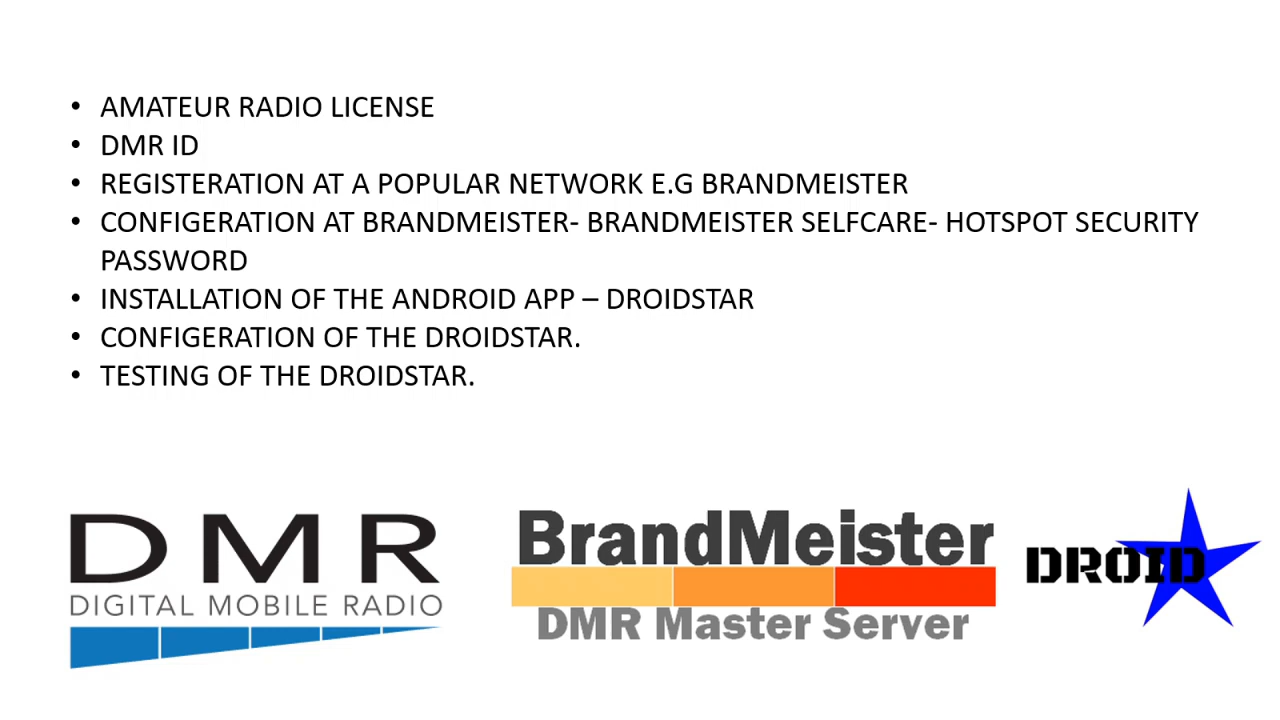 • AMATEUR RADIO LICENSE
• DMR ID
• REGISTERATION AT A POPULAR NETWORK E.G BRANDMEISTER
• CONFIGERATION AT BRANDMEISTER- BRANDMEISTER SELFCARE- HOTSPOT SECURITY
PASSWORD
• INSTALLATION OF THE ANDROID APP – DROIDSTAR
• CONFIGERATION OF THE DROIDSTAR.
• TESTING OF THE DROIDSTAR.
DMR
DIGITAL MOBILE RADIO
BrandMeister
DMR Master Server
DROID